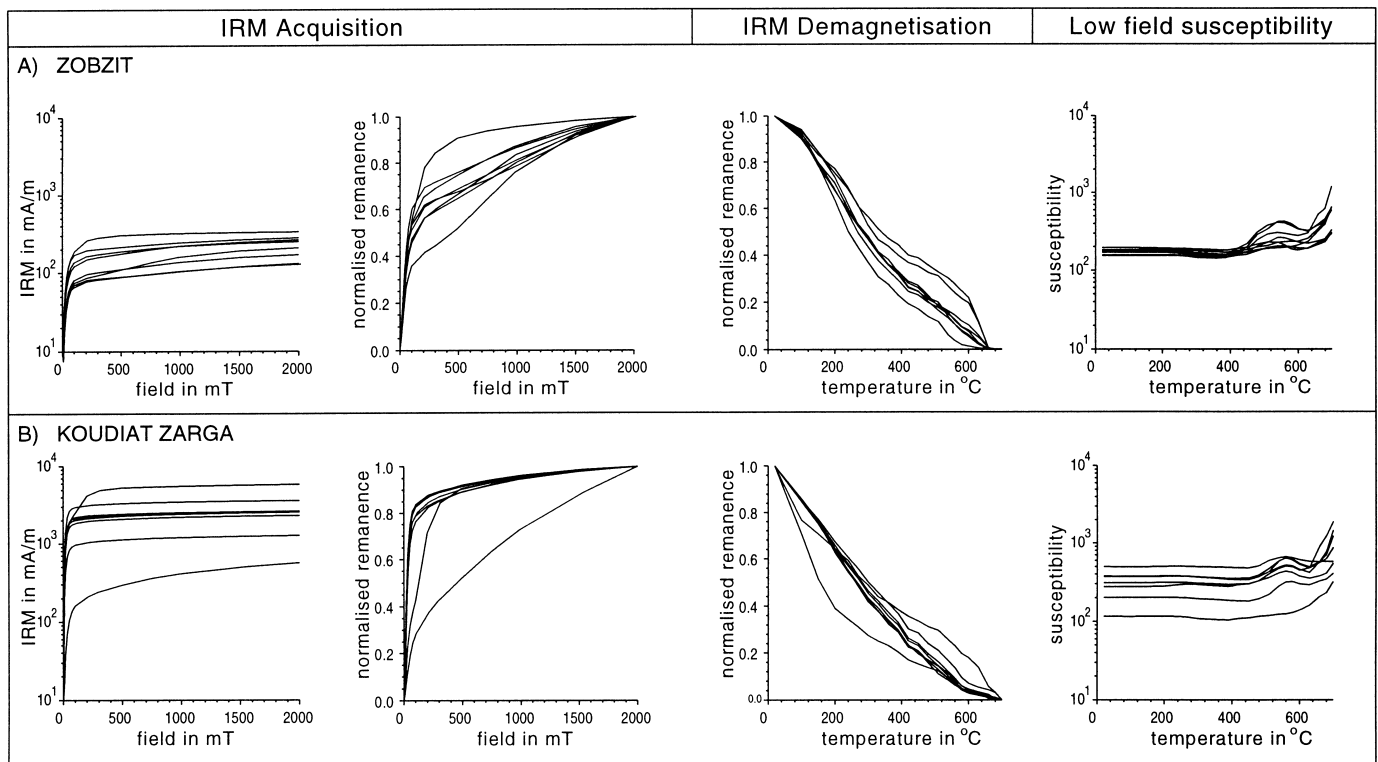 IRM Acquisition
IRM Demagnetisation
Low field susceptibility
A) ZOBZIT
10^4
10^3
10^2
10^1
IRM in mA/m
0 500 1000 1500 2000
field in mT
1.0
0.8
0.6
0.4
0.2
0.0
normalised remanence
0 500 1000 1500 2000
field in mT
1.0
0.8
0.6
0.4
0.2
0.0
normalised remanence
0 200 400 600
temperature in °C
10^4
10^3
10^2
10^1
susceptibility
0 200 400 600
temperature in °C
B) KOUDIAT ZARGA
10^4
10^3
10^2
10^1
IRM in mA/m
0 500 1000 1500 2000
field in mT
1.0
0.8
0.6
0.4
0.2
0.0
normalised remanence
0 500 1000 1500 2000
field in mT
1.0
0.8
0.6
0.4
0.2
0.0
normalised remanence
0 200 400 600
temperature in °C
10^4
10^3
10^2
10^1
susceptibility
0 200 400 600
temperature in °C